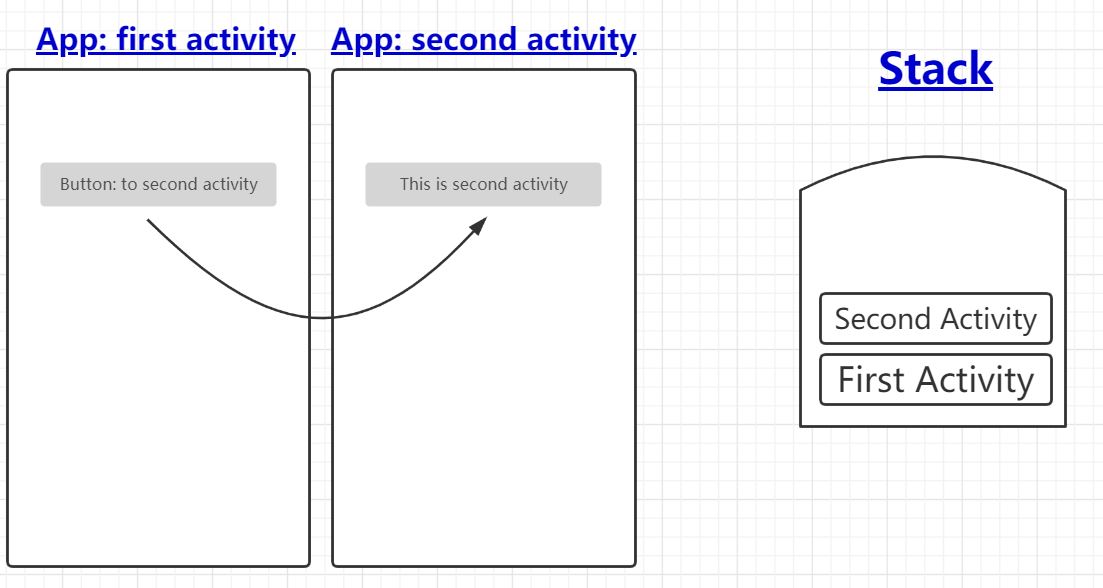 App: first activity
App: second activity
Stack
Button: to second activity
This is second activity
Second Activity
First Activity